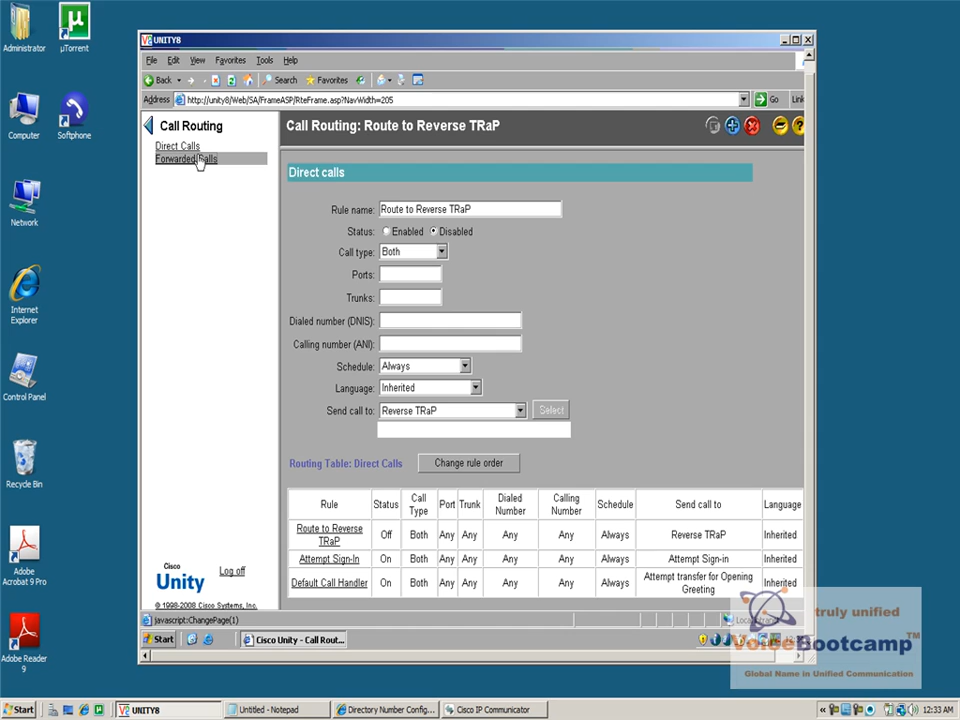 UNITY8
File Edit View Favorites Tools Help
Back Search Favorites
Address http://unity8/Web/SA/FrameASP/RteFrame.asp?NavWidth=205 Go Link
Call Routing
Direct Calls
Forwarded Calls
Call Routing: Route to Reverse TRaP
Direct calls
Rule name: Route to Reverse TRaP
Status: Enabled Disabled
Call type: Both
Ports:
Trunks:
Dialed number (DNIS):
Calling number (ANI):
Schedule: Always
Language: Inherited
Send call to: Reverse TRaP Select
Routing Table: Direct Calls Change rule order
Rule Status Call Type Port Trunk Dialed Number Calling Number Schedule Send call to Language
Route to Reverse TRaP Off Both Any Any Any Any Always Reverse TRaP Inherited
Attempt Sign-In On Both Any Any Any Any Always Attempt Sign-in Inherited
Default Call Handler On Both Any Any Any Any Always Attempt transfer for Opening Greeting Inherited
Cisco
Unity
Log off
© 1998-2008 Cisco Systems, Inc.
javascript:ChangePage(1)
Start Cisco Unity - Call Rout...
Administrator
µTorrent
Computer
Softphone
Network
Internet Explorer
Control Panel
Recycle Bin
Adobe Acrobat 9 Pro
Adobe Reader 9
truly unified
VoiceBootcamp™
Global Name in Unified Communication
Start UNITY8 Untitled - Notepad Directory Number Config... Cisco IP Communicator 12:33 AM